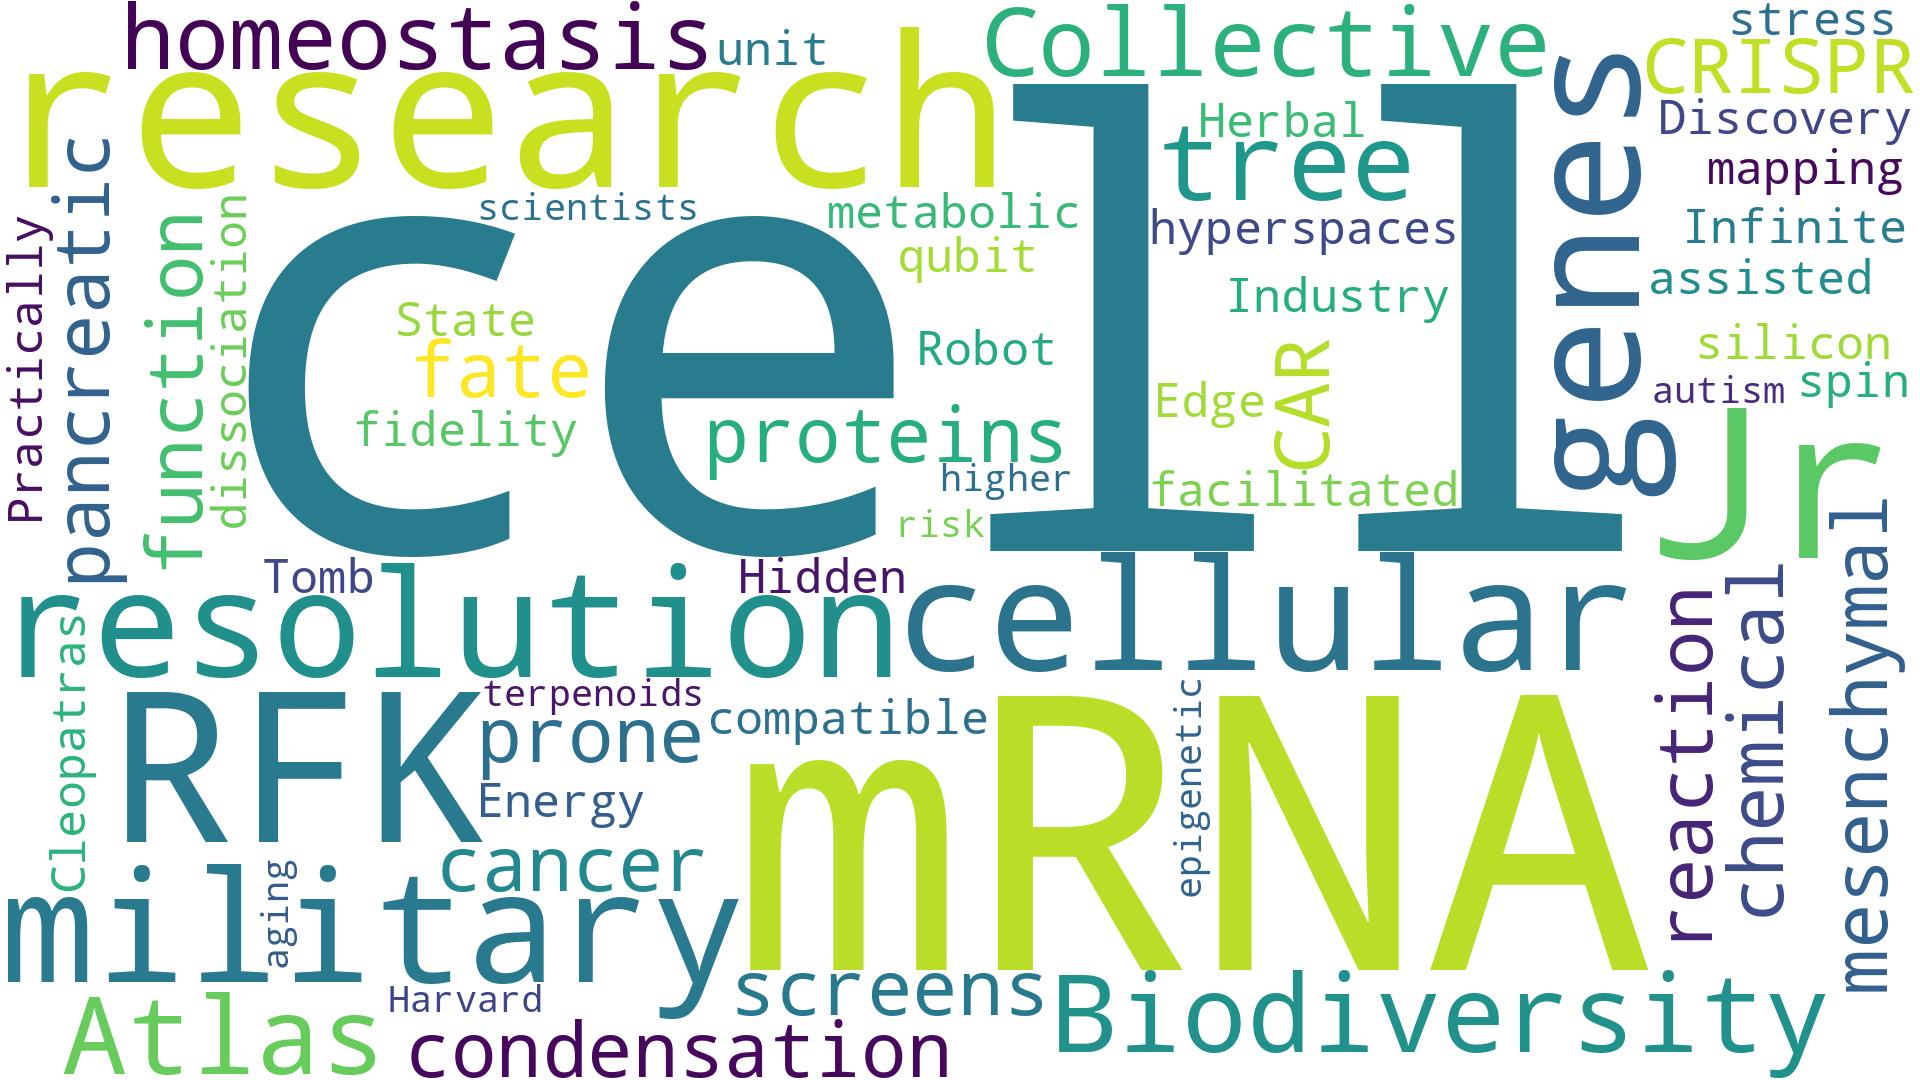 homeostasis
unit
Collective
stress
research
CRISPR
cell
genes
Herbal
tree
Discovery
mapping
pancreatic
Practically
function
dissociation
scientists
metabolic
qubit
hyperspaces
Infinite
assisted
Industry
State
fate
fidelity
Robot
proteins
higher
risk
Edge
CAR
facilitated
silicon
autism
spin
Jr
Tomb
Hidden
resolution
cellular
reaction
chemical
mesenchymal
Cleopatras
RFK
terpenoids
prone
compatible
Energy
mRNA
epigenetic
cancer
military
aging
Harvard
screens
Biodiversity
Atlas
condensation